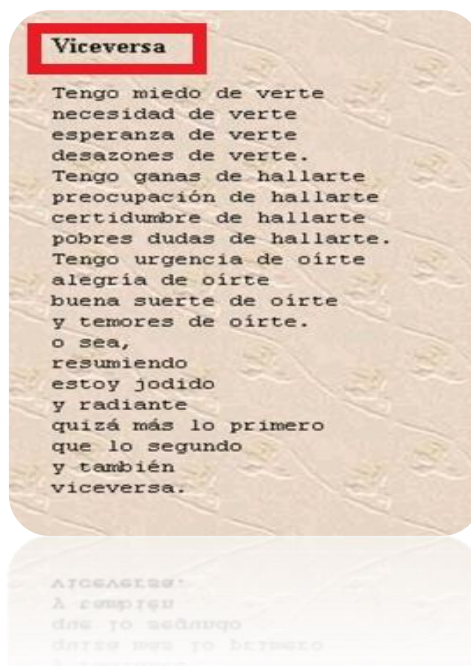 Viceversa
Tengo miedo de verte
necesidad de verte
esperanza de verte
desazones de verte.
Tengo ganas de hallarte
preocupación de hallarte
certidumbre de hallarte
pobres dudas de hallarte.
Tengo urgencia de oírte
alegría de oírte
buena suerte de oírte
y temores de oírte.
o sea,
resumiendo
estoy jodido
y radiante
quizá más lo primero
que lo segundo
y también
viceversa.